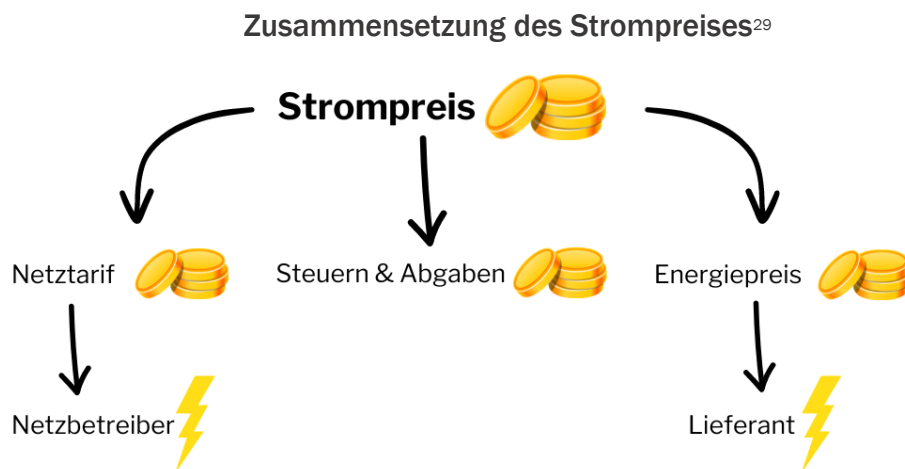 Zusammensetzung des Strompreises29
Strompreis
Netztarif
Steuern & Abgaben
Energiepreis
Netzbetreiber
Lieferant